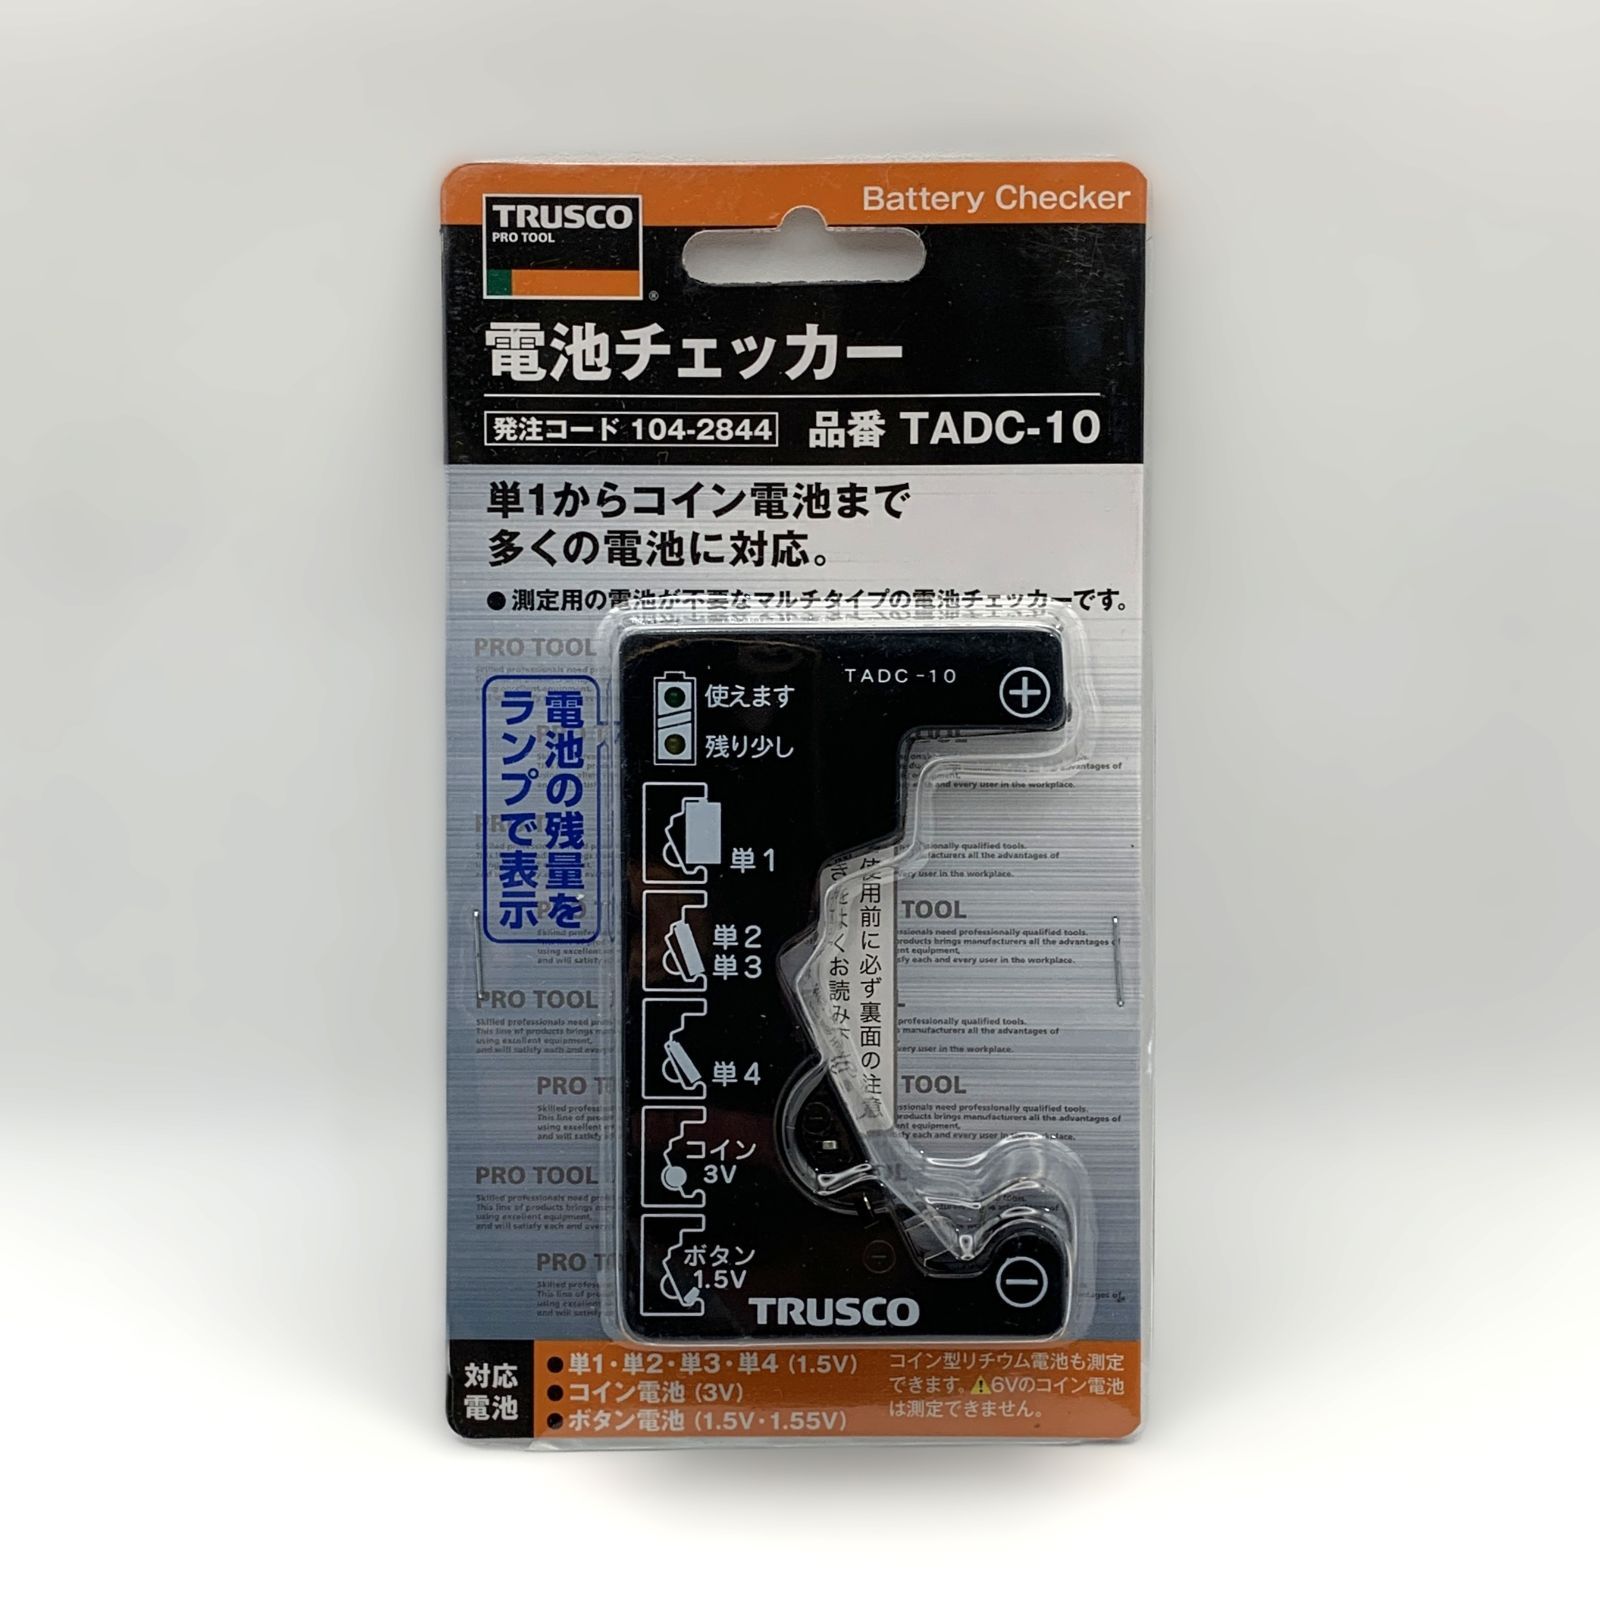 Battery Checker
TRUSCO
PRO TOOL
®
電池チェッカー
発注コード 104-2844
品番 TADC-10
単1からコイン電池まで
多くの電池に対応。
●測定用の電池が不要なマルチタイプの電池チェッカーです。
電池の残量を
ランプで表示
TADC-10
使えます
残り少し
単1
単2
単3
単4
コイン
3V
ボタン
1.5V
TRUSCO
使用前に必ず裏面の注意
きをよくお読み下
PRO TOOL
PRO TOOL
PRO TOOL
TOOL
TOOL
対応
電池
●単1・単2・単3・単4 (1.5V)
●コイン電池 (3V)
●ボタン電池 (1.5V・1.55V)
コイン型リチウム電池も測定
できます。⚠6Vのコイン電池
は測定できません。